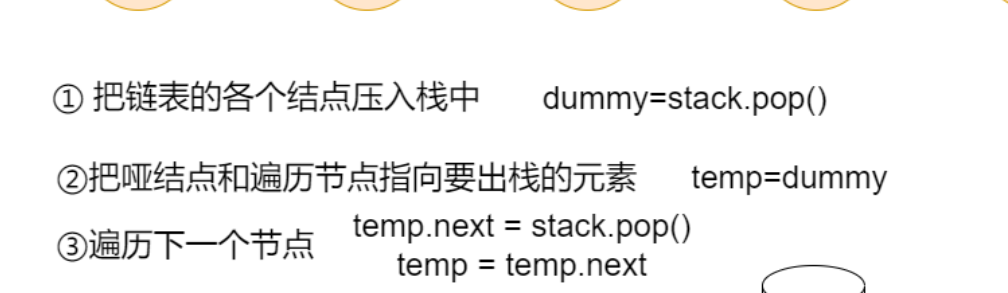 ① 把链表的各个结点压入栈中 dummy=stack.pop()
②把哑结点和遍历节点指向要出栈的元素 temp=dummy
③遍历下一个节点 temp.next = stack.pop()
temp = temp.next